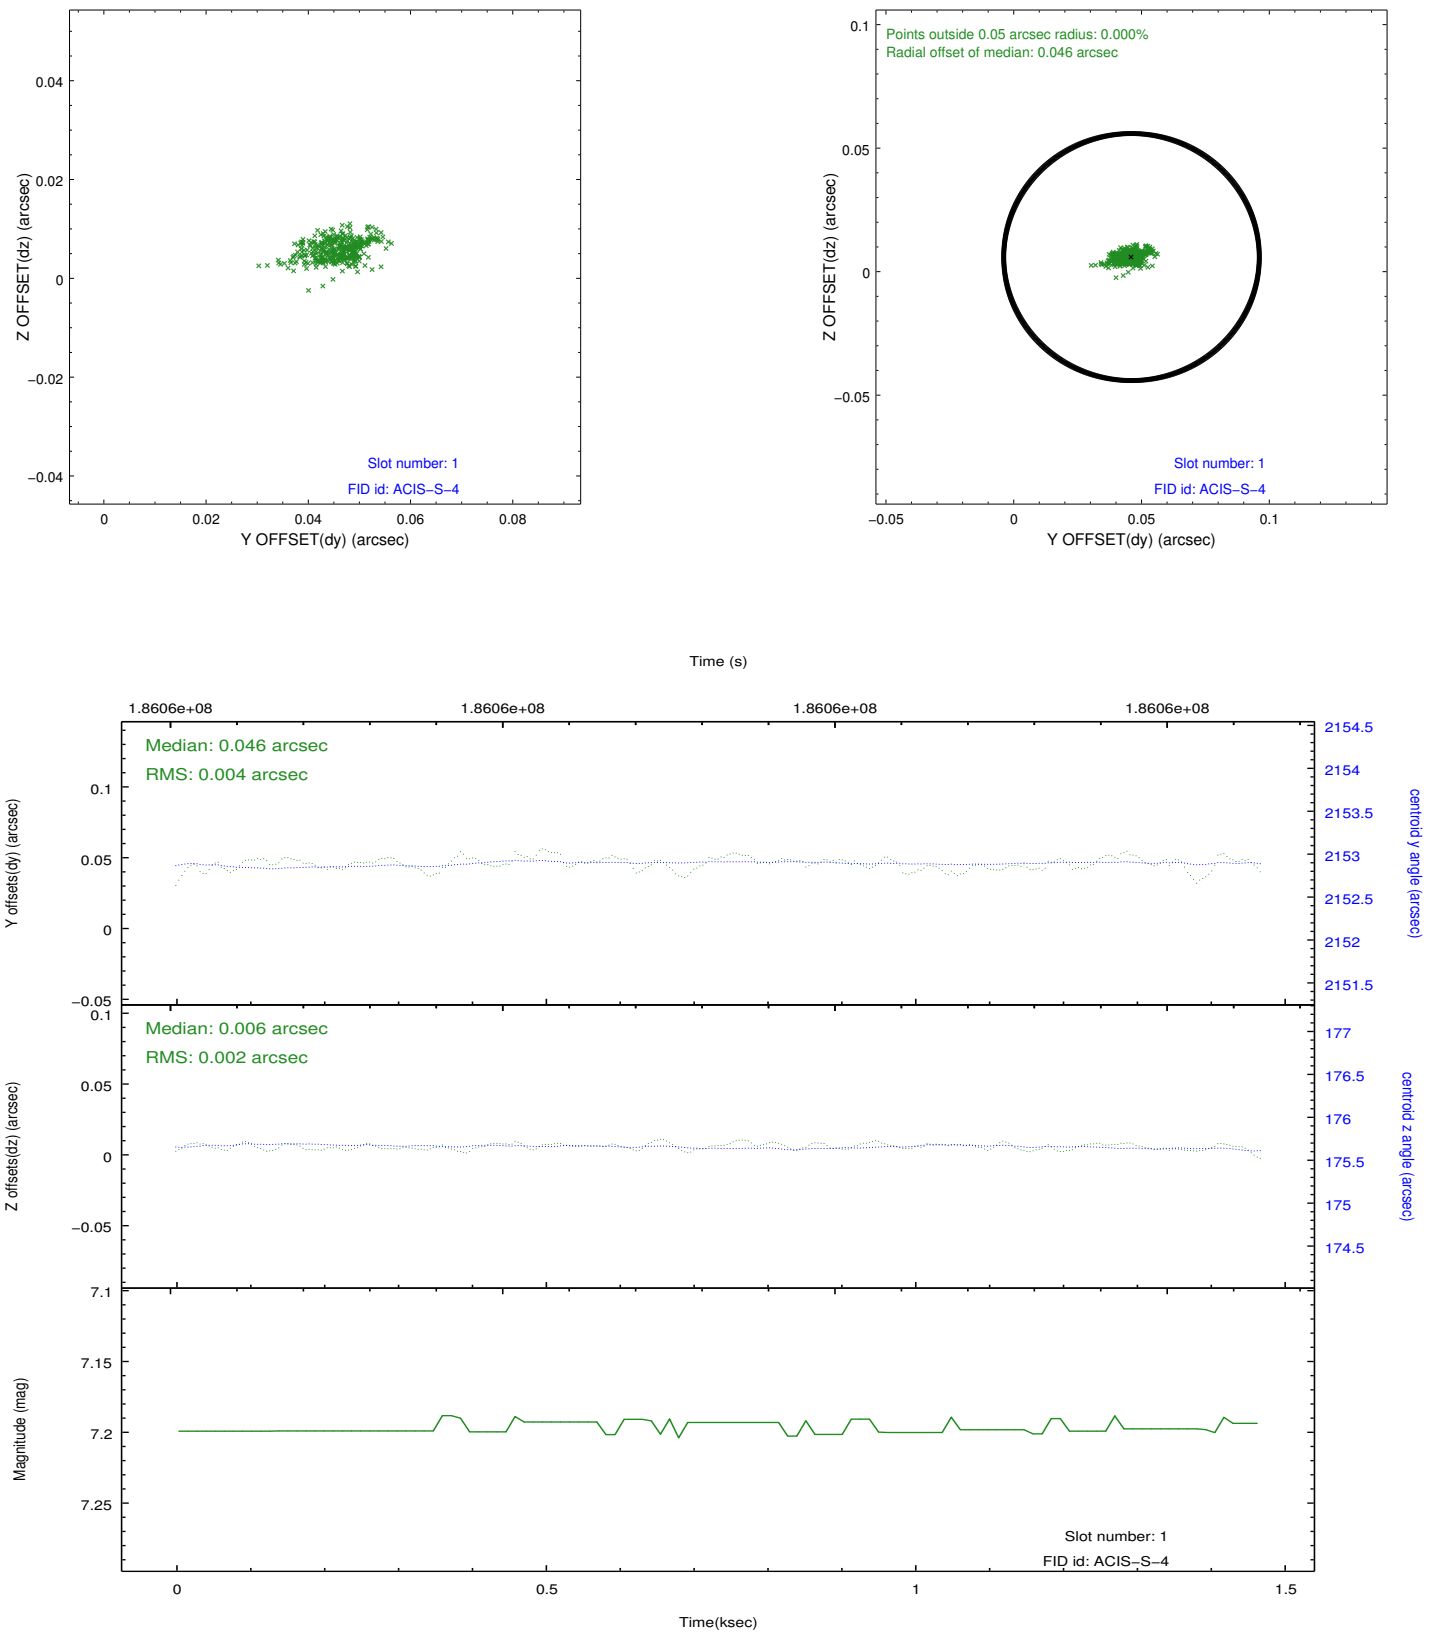 0.04
0.02
0
−0.02
−0.04
Z OFFSET(dz) (arcsec)
Slot number: 1
FID id: ACIS−S−4
0 0.02 0.04 0.06 0.08
Y OFFSET(dy) (arcsec)
Points outside 0.05 arcsec radius: 0.000%
Radial offset of median: 0.046 arcsec
0.1
0.05
0
−0.05
Z OFFSET(dz) (arcsec)
Slot number: 1
FID id: ACIS−S−4
−0.05 0 0.05 0.1
Y OFFSET(dy) (arcsec)
Time (s)
1.8606e+08 1.8606e+08 1.8606e+08 1.8606e+08
Median: 0.046 arcsec
RMS: 0.004 arcsec
0.1
0.05
0
−0.05
Y offsets(dy) (arcsec)
2154.5
2154
2153.5
2153
2152.5
2152
2151.5
centroid y angle (arcsec)
Median: 0.006 arcsec
RMS: 0.002 arcsec
0.1
0.05
0
−0.05
Z offsets(dz) (arcsec)
177
176.5
176
175.5
175
174.5
centroid z angle (arcsec)
7.1
7.15
7.2
7.25
Magnitude (mag)
Slot number: 1
FID id: ACIS−S−4
0 0.5 1 1.5
Time(ksec)